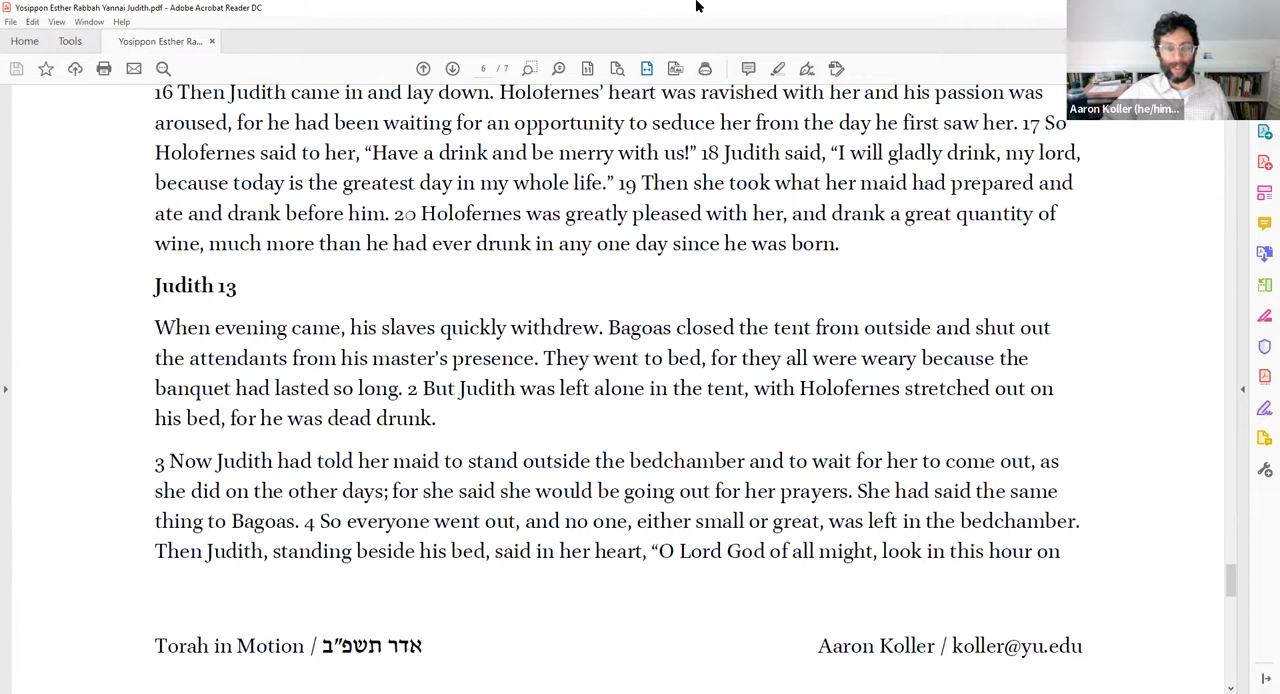 Yosippon Esther Rabbah Yannai Judith.pdf - Adobe Acrobat Reader DC
File Edit View Window Help
Home Tools Yosippon Esther Ra... ×
6 / 7
Aaron Koller (he/him...
16 Then Judith came in and lay down. Holofernes’ heart was ravished with her and his passion was
aroused, for he had been waiting for an opportunity to seduce her from the day he first saw her. 17 So
Holofernes said to her, “Have a drink and be merry with us!” 18 Judith said, “I will gladly drink, my lord,
because today is the greatest day in my whole life.” 19 Then she took what her maid had prepared and
ate and drank before him. 20 Holofernes was greatly pleased with her, and drank a great quantity of
wine, much more than he had ever drunk in any one day since he was born.
Judith 13
When evening came, his slaves quickly withdrew. Bagoas closed the tent from outside and shut out
the attendants from his master's presence. They went to bed, for they all were weary because the
banquet had lasted so long. 2 But Judith was left alone in the tent, with Holofernes stretched out on
his bed, for he was dead drunk.
3 Now Judith had told her maid to stand outside the bedchamber and to wait for her to come out, as
she did on the other days; for she said she would be going out for her prayers. She had said the same
thing to Bagoas. 4 So everyone went out, and no one, either small or great, was left in the bedchamber.
Then Judith, standing beside his bed, said in her heart, “O Lord God of all might, look in this hour on
Torah in Motion / אדר תשפ״ב
Aaron Koller / koller@yu.edu